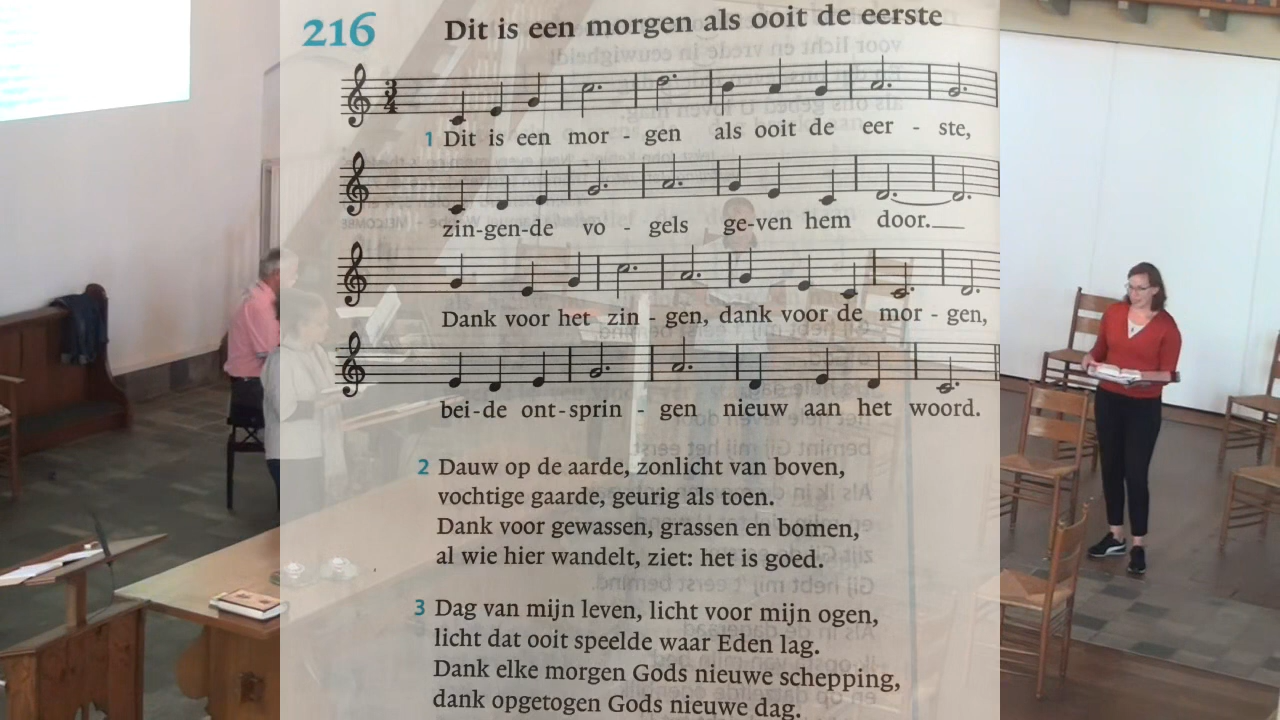 216 Dit is een morgen als ooit de eerste
1 Dit is een mor - gen als ooit de eer - ste,
zin-gen-de vo - gels ge-ven hem door.
Dank voor het zin - gen, dank voor de mor - gen,
bei-de ont-sprin - gen nieuw aan het woord.
2 Dauw op de aarde, zonlicht van boven,
vochtige gaarde, geurig als toen.
Dank voor gewassen, grassen en bomen,
al wie hier wandelt, ziet: het is goed.
3 Dag van mijn leven, licht voor mijn ogen,
licht dat ooit speelde waar Eden lag.
Dank elke morgen Gods nieuwe schepping,
dank opgetogen Gods nieuwe dag.